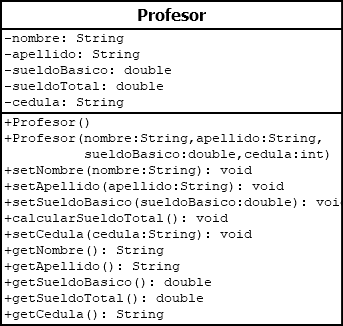 Profesor
-nombre: String
-apellido: String
-sueldoBasico: double
-sueldoTotal: double
-cedula: String
+Profesor()
+Profesor(nombre:String,apellido:String,
sueldoBasico:double,cedula:int)
+setNombre(nombre:String): void
+setApellido(apellido:String): void
+setSueldoBasico(sueldoBasico:double): voi
+calcularSueldoTotal(): void
+setCedula(cedula:String): void
+getNombre(): String
+getApellido(): String
+getSueldoBasico(): double
+getSueldoTotal(): double
+getCedula(): String